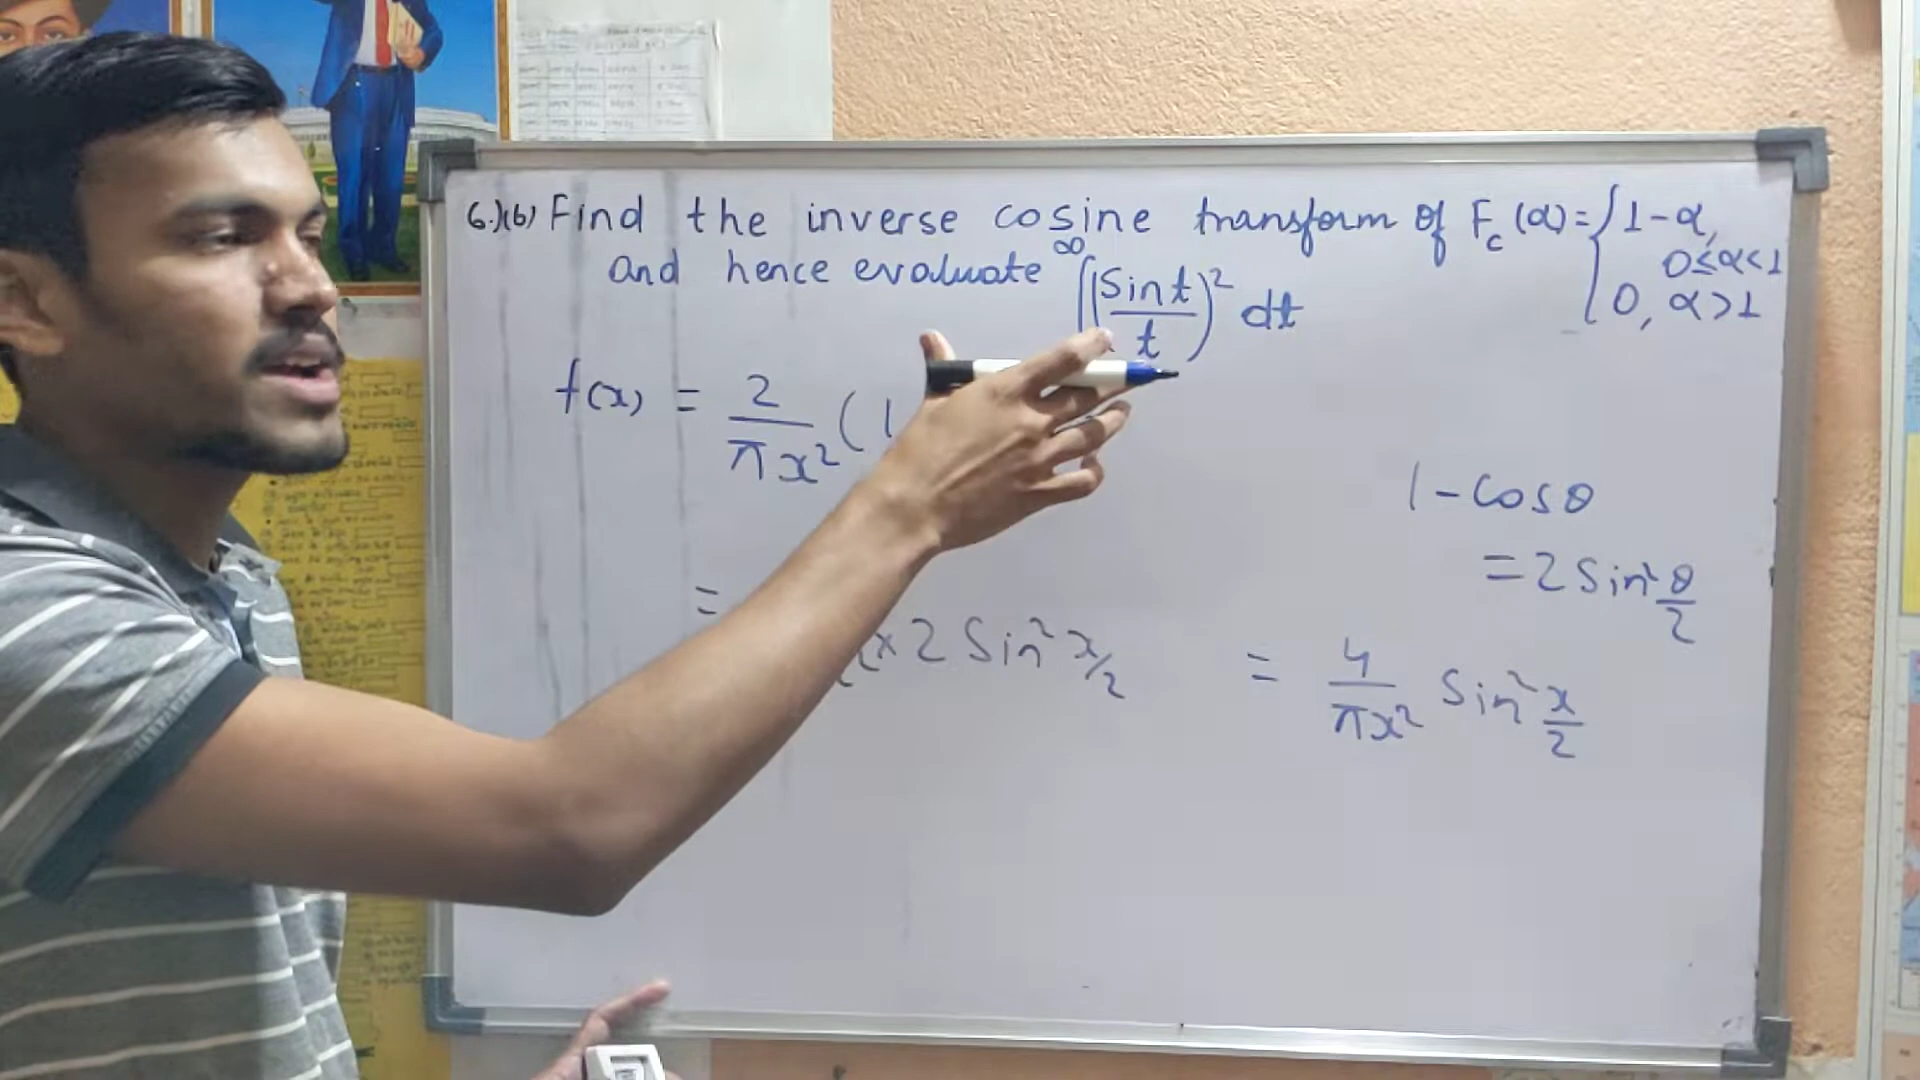 6.)(b) Find the inverse cosine transform of F_c(α) = { 1-α, 0≤α<1
0, α>1
and hence evaluate ∫ ∞ (Sint/t)² dt
f(x) = 2/πx² (1
1 - cosθ
= 2 Sin² θ/2
= × 2 Sin² x/2 = 4/πx² Sin² x/2